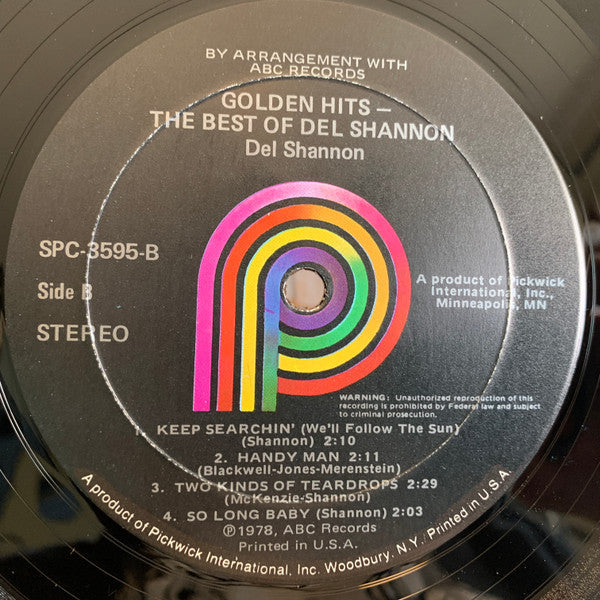 BY ARRANGEMENT WITH
ABC RECORDS
GOLDEN HITS –
THE BEST OF DEL SHANNON
Del Shannon
SPC-3595-B
Side B
STEREO
A product of Pickwick
International, Inc.,
Minneapolis, MN
WARNING: Unauthorized reproduction of this
recording is prohibited by Federal law and subject
to criminal prosecution.
1. KEEP SEARCHIN' (We'll Follow The Sun)
(Shannon) 2:10
2. HANDY MAN 2:11
(Blackwell-Jones-Merenstein)
3. TWO KINDS OF TEARDROPS 2:29
(McKenzie-Shannon)
4. SO LONG BABY (Shannon) 2:03
℗1978, ABC Records
Printed in U.S.A.
A product of Pickwick International, Inc. Woodbury, N.Y. Printed in U.S.A.